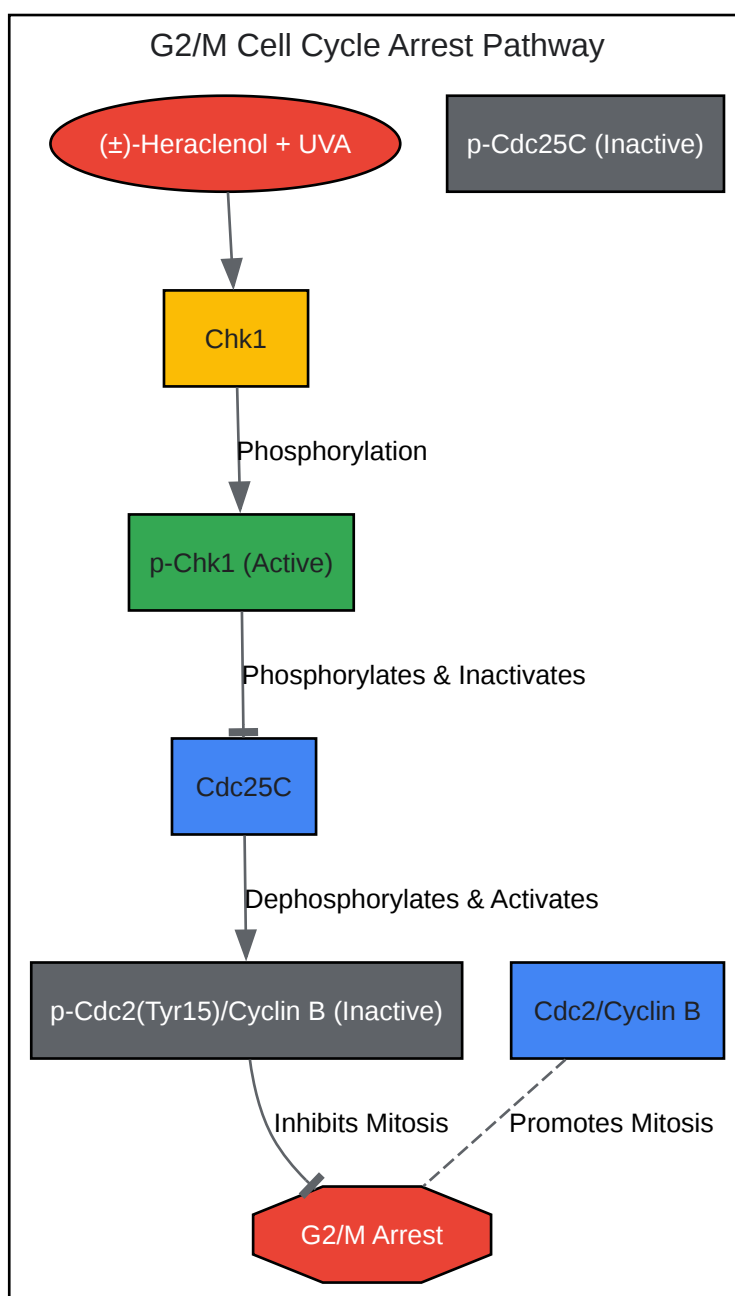 G2/M Cell Cycle Arrest Pathway
(±)-Heraclenol + UVA
p-Cdc25C (Inactive)
Chk1
Phosphorylation
p-Chk1 (Active)
Phosphorylates & Inactivates
Cdc25C
Dephosphorylates & Activates
p-Cdc2(Tyr15)/Cyclin B (Inactive)
Cdc2/Cyclin B
Inhibits Mitosis
Promotes Mitosis
G2/M Arrest